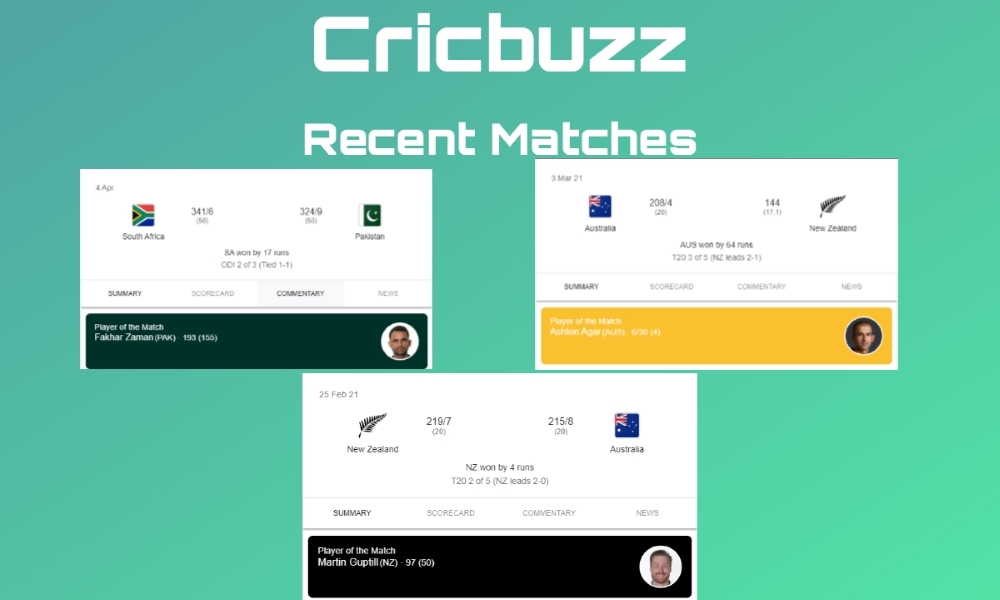 Cricbuzz
Recent Matches
4 Apr
341/6 324/9
(50) (50)
South Africa Pakistan
SA won by 17 runs
ODI 2 of 3 (Tied 1-1)
SUMMARY SCORECARD COMMENTARY NEWS
Player of the Match
Fakhar Zaman (PAK) · 193 (155)
3 Mar 21
208/4 144
(20) (17.1)
Australia New Zealand
AUS won by 64 runs
T20 3 of 5 (NZ leads 2-1)
SUMMARY SCORECARD COMMENTARY NEWS
Player of the Match
Ashton Agar (AUS) · 6/30 (4)
25 Feb 21
219/7 215/8
(20) (20)
New Zealand Australia
NZ won by 4 runs
T20 2 of 5 (NZ leads 2-0)
SUMMARY SCORECARD COMMENTARY NEWS
Player of the Match
Martin Guptill (NZ) · 97 (50)